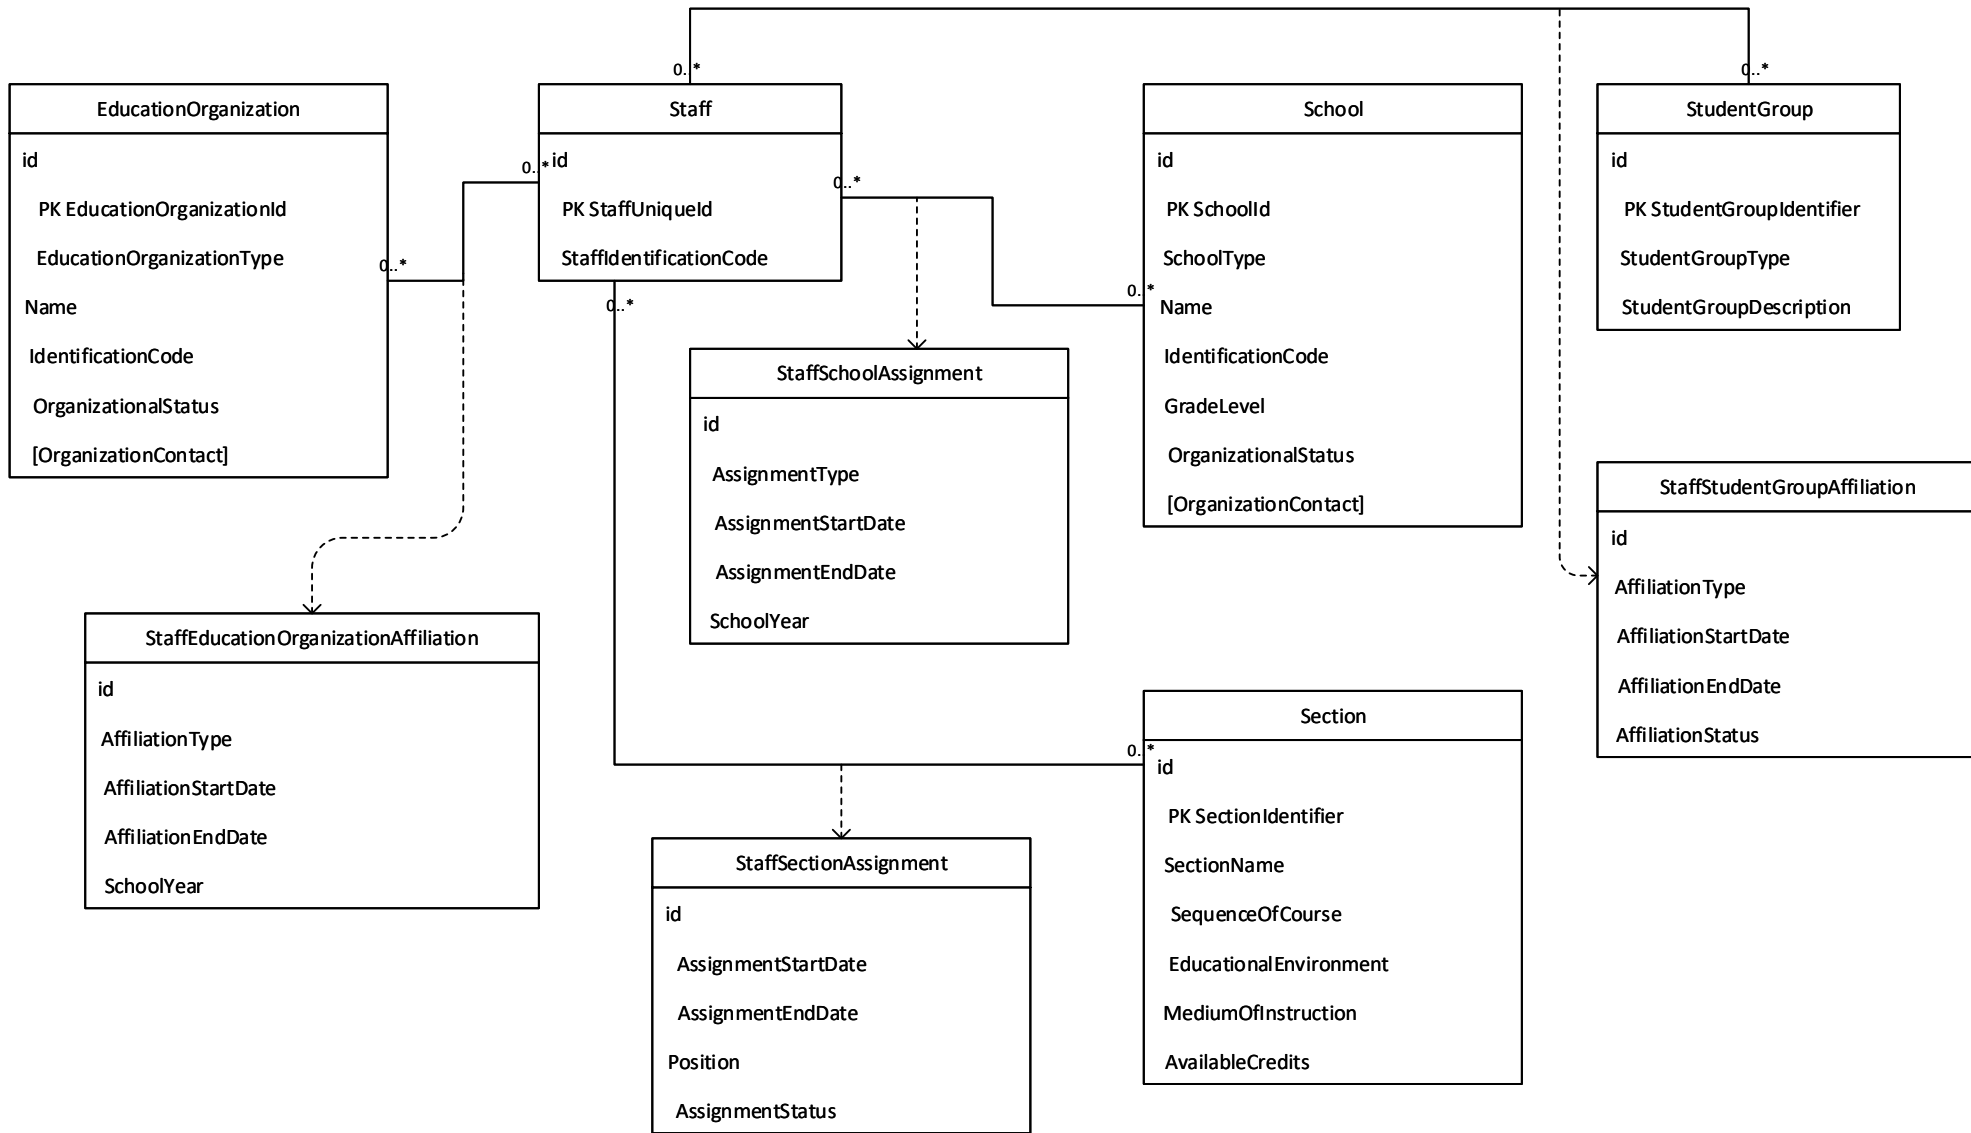 0..*
0..*
EducationOrganization
id
PK EducationOrganizationId
EducationOrganizationType
Name
IdentificationCode
OrganizationalStatus
[OrganizationContact]
0..*
0..*
Staff
id
PK StaffUniqueId
StaffIdentificationCode
0..*
0..*
0..*
School
id
PK SchoolId
SchoolType
Name
IdentificationCode
GradeLevel
OrganizationalStatus
[OrganizationContact]
StudentGroup
id
PK StudentGroupIdentifier
StudentGroupType
StudentGroupDescription
StaffSchoolAssignment
id
AssignmentType
AssignmentStartDate
AssignmentEndDate
SchoolYear
StaffStudentGroupAffiliation
id
AffiliationType
AffiliationStartDate
AffiliationEndDate
AffiliationStatus
StaffEducationOrganizationAffiliation
id
AffiliationType
AffiliationStartDate
AffiliationEndDate
SchoolYear
0..*
Section
id
PK SectionIdentifier
SectionName
SequenceOfCourse
EducationalEnvironment
MediumOfInstruction
AvailableCredits
StaffSectionAssignment
id
AssignmentStartDate
AssignmentEndDate
Position
AssignmentStatus